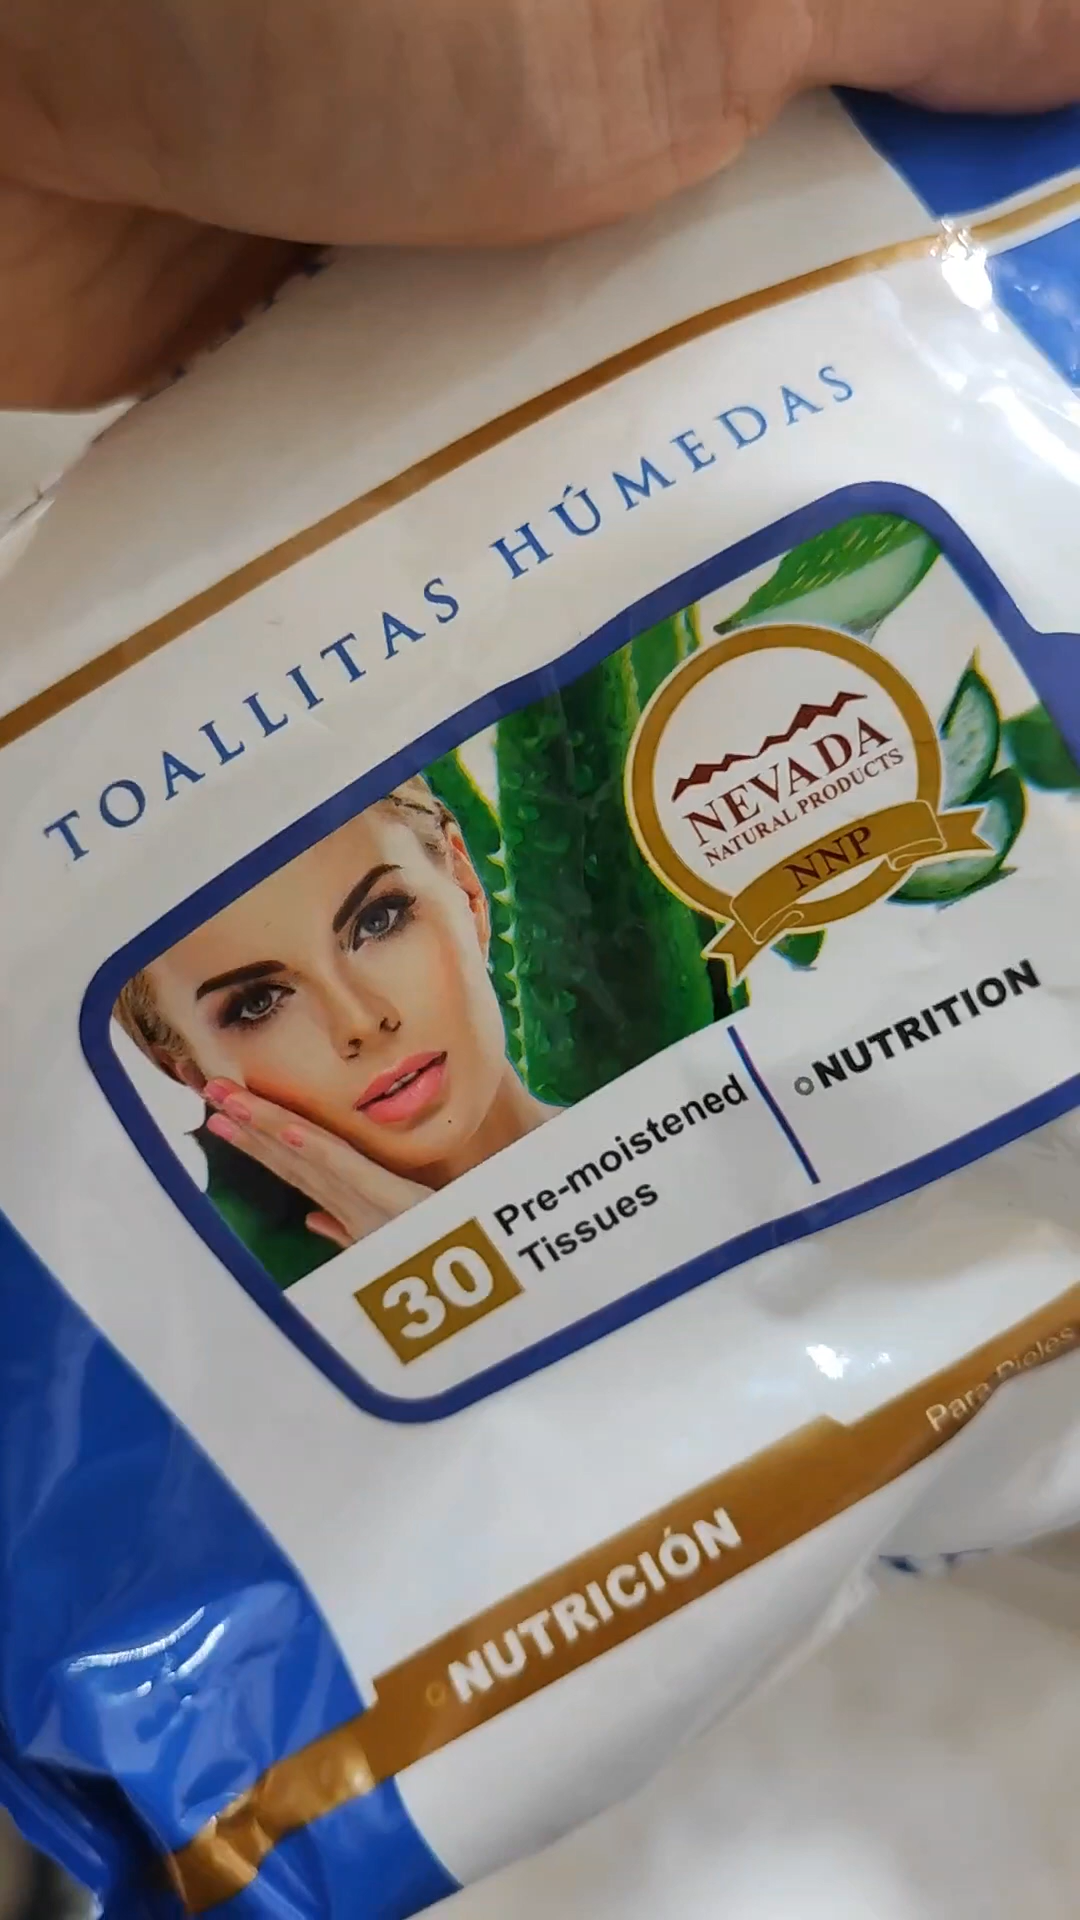 TOALLITAS HÚMEDAS
NEVADA
NATURAL PRODUCTS
NNP
NUTRITION
30
Pre-moistened
Tissues
Para Pieles
NUTRICIÓN